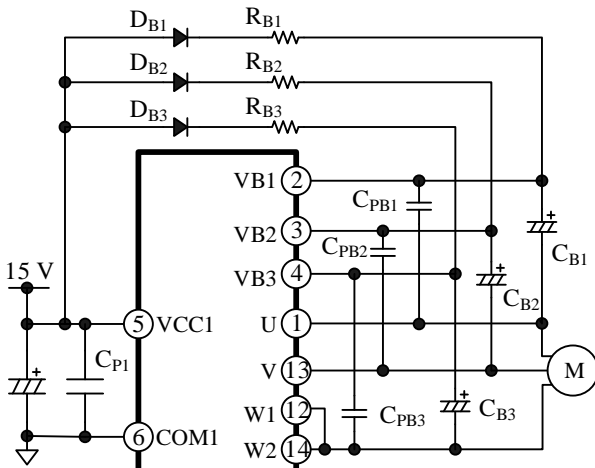 DB1 RB1
DB2 RB2
DB3 RB3
VB1 2
CPB1
+
CB1
VB2 3
CPB2
+
CB2
VB3 4
15 V
5 VCC1
U 1
+
CP1
V 13
M
W1 12
CPB3
+
CB3
6 COM1
W2 14